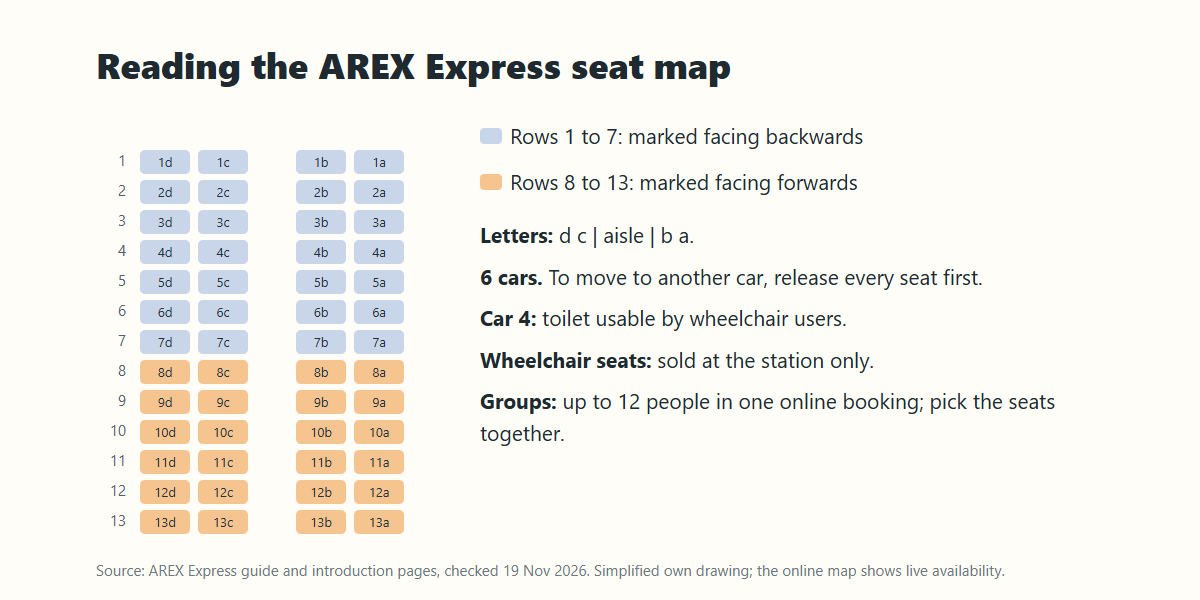 Reading the AREX Express seat map
1 1d 1c 1b 1a
2 2d 2c 2b 2a
3 3d 3c 3b 3a
4 4d 4c 4b 4a
5 5d 5c 5b 5a
6 6d 6c 6b 6a
7 7d 7c 7b 7a
8 8d 8c 8b 8a
9 9d 9c 9b 9a
10 10d 10c 10b 10a
11 11d 11c 11b 11a
12 12d 12c 12b 12a
13 13d 13c 13b 13a
Rows 1 to 7: marked facing backwards
Rows 8 to 13: marked facing forwards
Letters: d c | aisle | b a.
6 cars. To move to another car, release every seat first.
Car 4: toilet usable by wheelchair users.
Wheelchair seats: sold at the station only.
Groups: up to 12 people in one online booking; pick the seats
together.
Source: AREX Express guide and introduction pages, checked 19 Nov 2026. Simplified own drawing; the online map shows live availability.